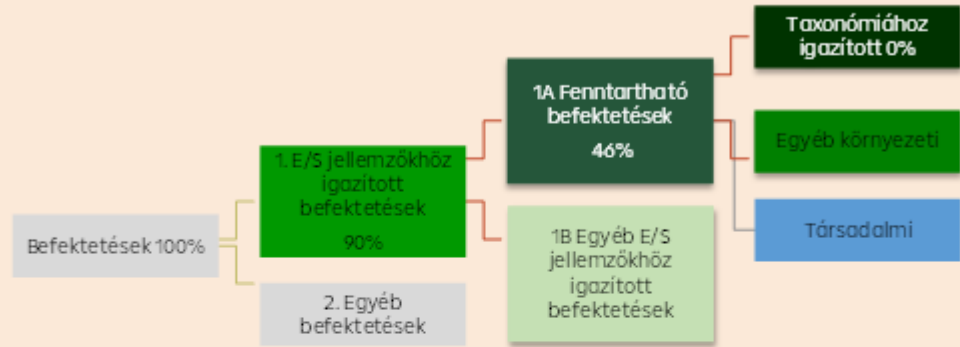 Befektetések 100%
1. E/S jellemzőkhöz
igazított
befektetések
90%
2. Egyéb
befektetések
1A Fenntartható
befektetések
46%
1B Egyéb E/S
jellemzőkhöz
igazított
befektetések
Taxonómiához
igazított 0%
Egyéb környezeti
Társadalmi